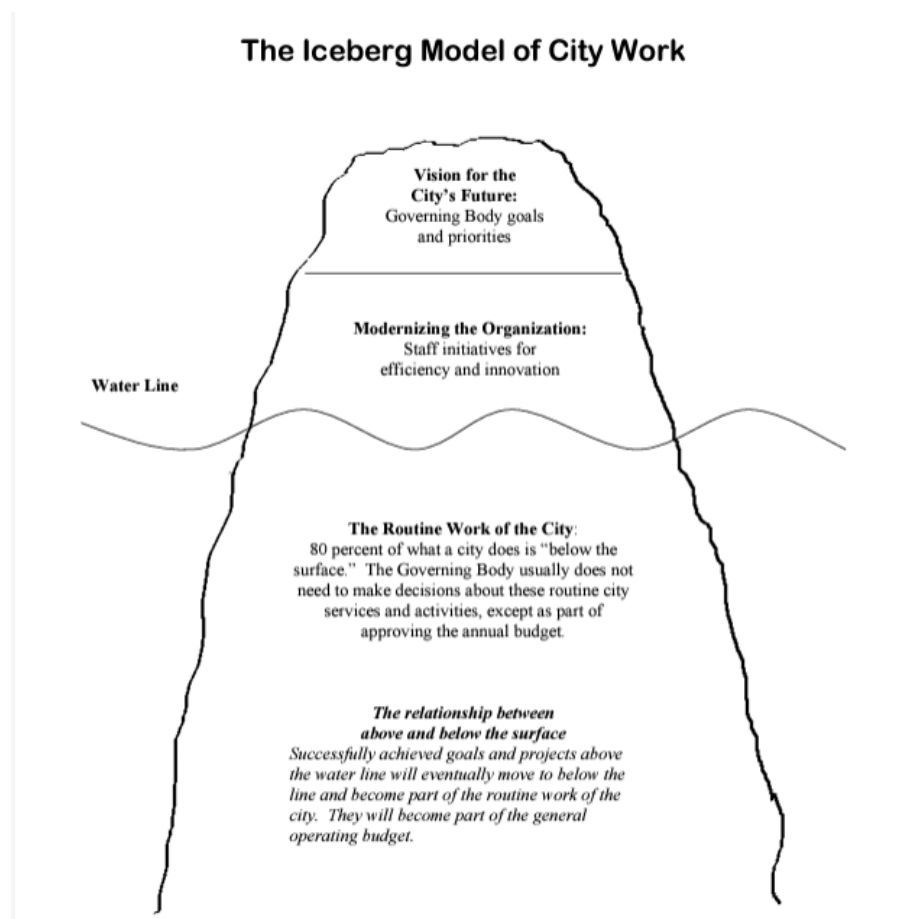 The Iceberg Model of City Work
Vision for the
City's Future:
Governing Body goals
and priorities
Modernizing the Organization:
Staff initiatives for
efficiency and innovation
Water Line
The Routine Work of the City:
80 percent of what a city does is "below the
surface." The Governing Body usually does not
need to make decisions about these routine city
services and activities, except as part of
approving the annual budget.
The relationship between
above and below the surface
Successfully achieved goals and projects above
the water line will eventually move to below the
line and become part of the routine work of the
city. They will become part of the general
operating budget.